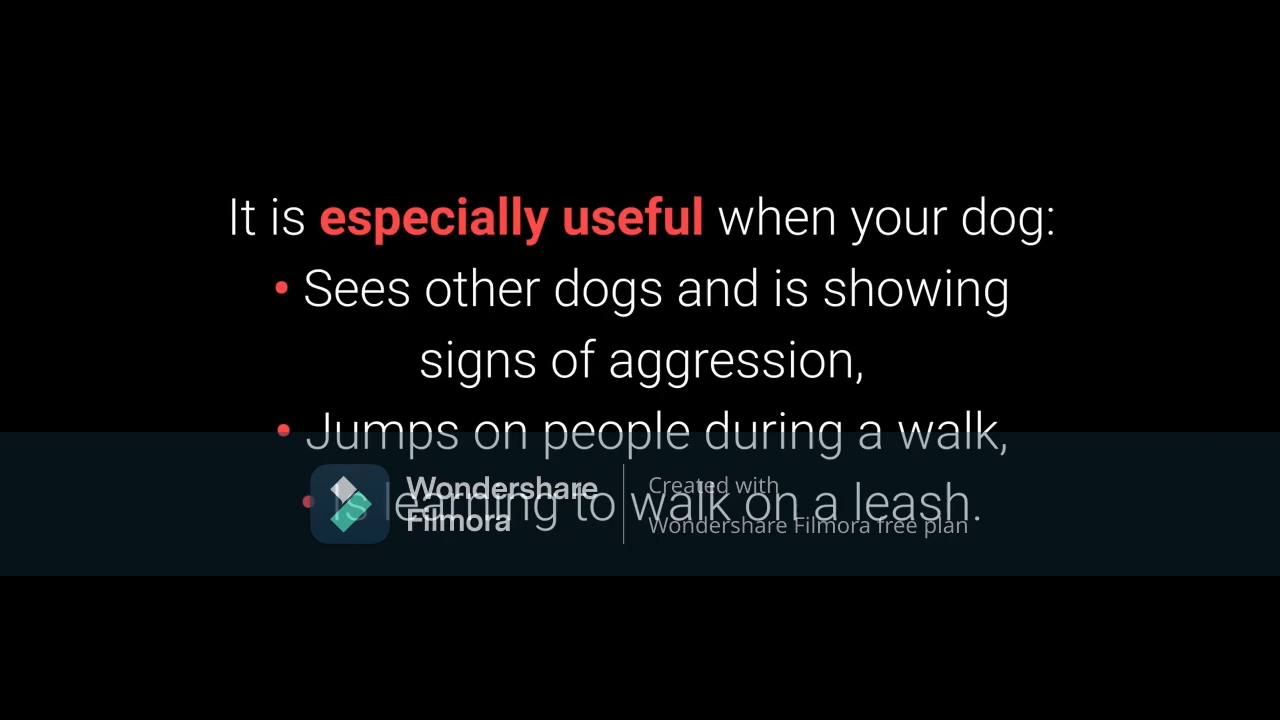 It is especially useful when your dog:
• Sees other dogs and is showing
signs of aggression,
• Jumps on people during a walk,
• Is learning to walk on a leash.
Wondershare
Filmora
Created with
Wondershare Filmora free plan